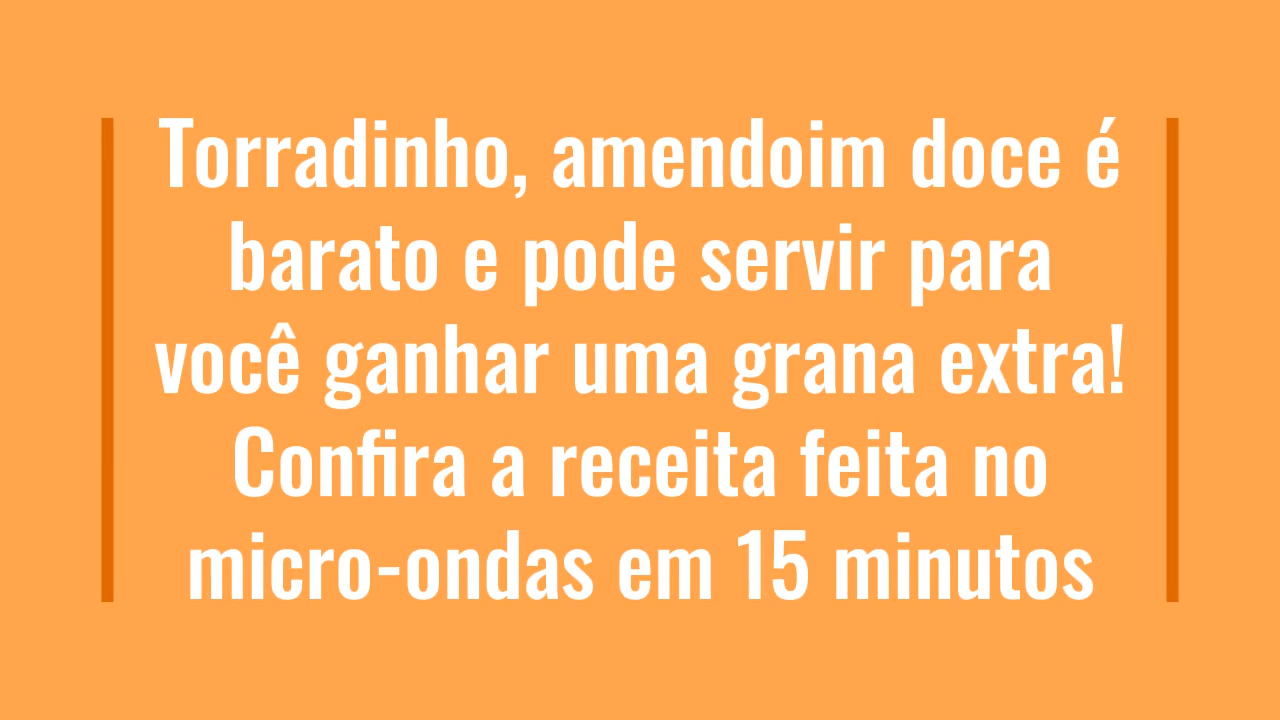 Torradinho, amendoim doce é
barato e pode servir para
você ganhar uma grana extra!
Confira a receita feita no
micro-ondas em 15 minutos